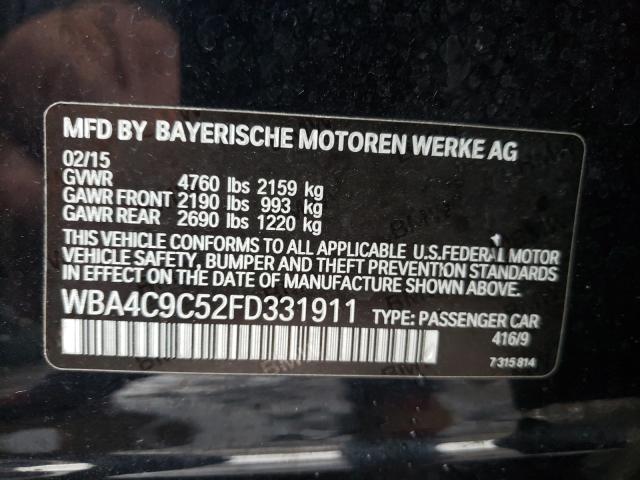 MFD BY BAYERISCHE MOTOREN WERKE AG
02/15
GVWR 4760 lbs 2159 kg
GAWR FRONT 2190 lbs 993 kg
GAWR REAR 2690 lbs 1220 kg
THIS VEHICLE CONFORMS TO ALL APPLICABLE U.S.FEDERAL MOTOR
VEHICLE SAFETY, BUMPER AND THEFT PREVENTION STANDARDS
IN EFFECT ON THE DATE OF MANUFACTURE SHOWN ABOVE.
WBA4C9C52FD331911 TYPE: PASSENGER CAR
416/9
7 315 814